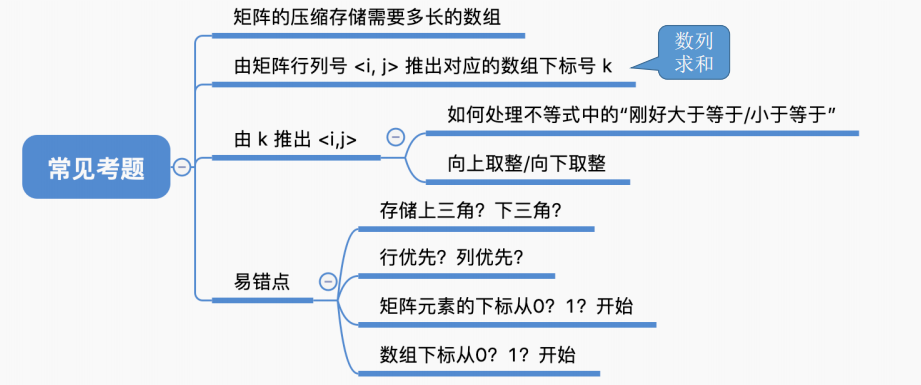 矩阵的压缩存储需要多长的数组
由矩阵行列号 <i, j> 推出对应的数组下标号 k
数列
求和
常见考题
由 k 推出 <i,j>
如何处理不等式中的“刚好大于等于/小于等于”
向上取整/向下取整
易错点
存储上三角？下三角？
行优先？列优先？
矩阵元素的下标从0？1？开始
数组下标从0？1？开始